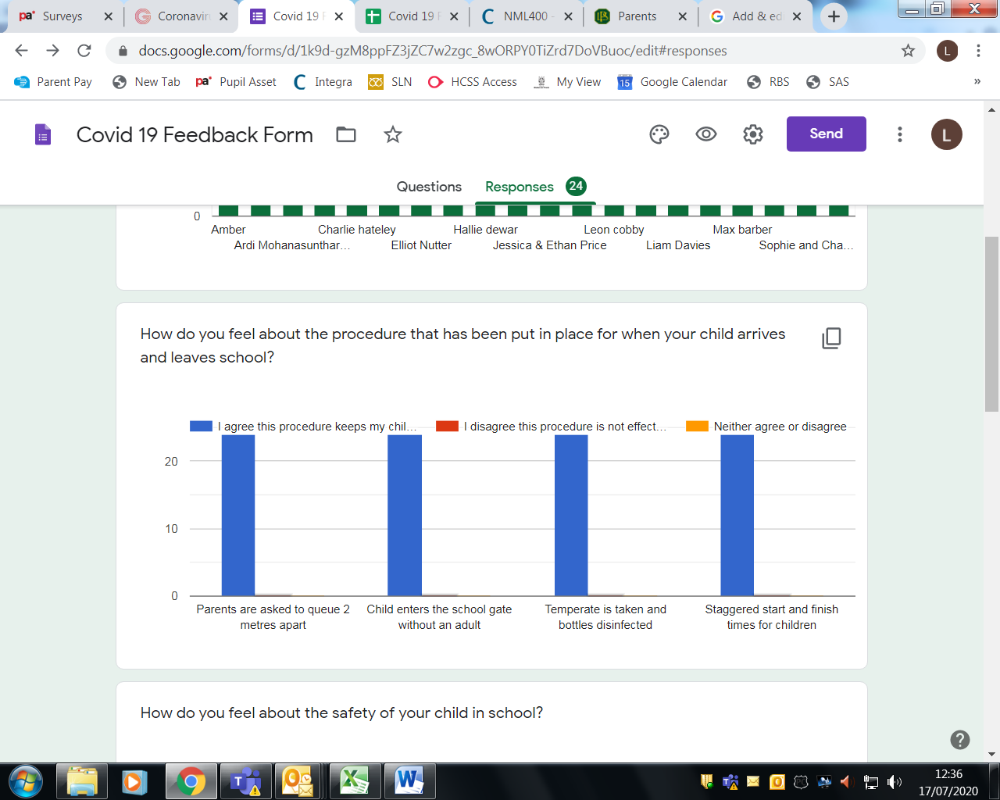 Surveys
Coronavir
Covid 19 F
Covid 19 F
NML400 -
Parents
Add & edi
docs.google.com/forms/d/1k9d-gzM8ppFZ3jZC7w2zgc_8wORPY0TiZrd7DoVBuoc/edit#responses
L
Parent Pay
New Tab
Pupil Asset
Integra
SLN
HCSS Access
My View
Google Calendar
RBS
SAS
»
Covid 19 Feedback Form
Send
L
Questions
Responses 24
0
Amber
Charlie hateley
Hallie dewar
Leon cobby
Max barber
Ardi Mohanasunthar...
Elliot Nutter
Jessica & Ethan Price
Liam Davies
Sophie and Cha...
How do you feel about the procedure that has been put in place for when your child arrives
and leaves school?
I agree this procedure keeps my chil...
I disagree this procedure is not effect...
Neither agree or disagree
20
10
0
Parents are asked to queue 2
metres apart
Child enters the school gate
without an adult
Temperate is taken and
bottles disinfected
Staggered start and finish
times for children
How do you feel about the safety of your child in school?
12:36
17/07/2020